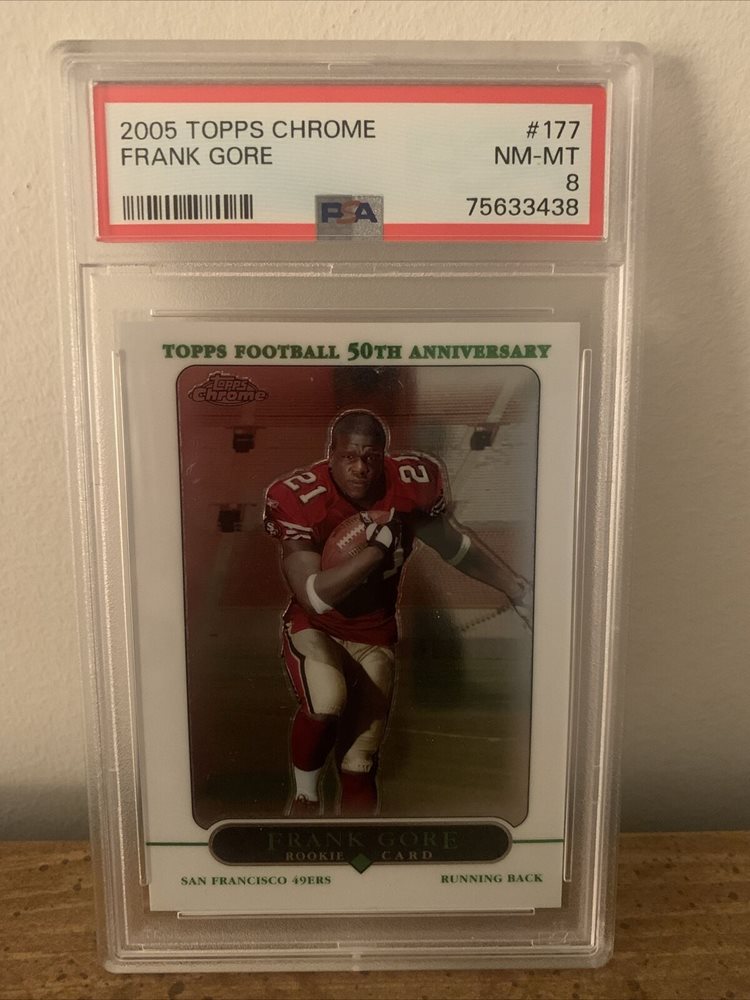 2005 TOPPS CHROME #177
FRANK GORE NM-MT
8
PSA 75633438
TOPPS FOOTBALL 50TH ANNIVERSARY
Topps
Chrome
21 21
FRANK GORE
ROOKIE CARD
SAN FRANCISCO 49ERS RUNNING BACK